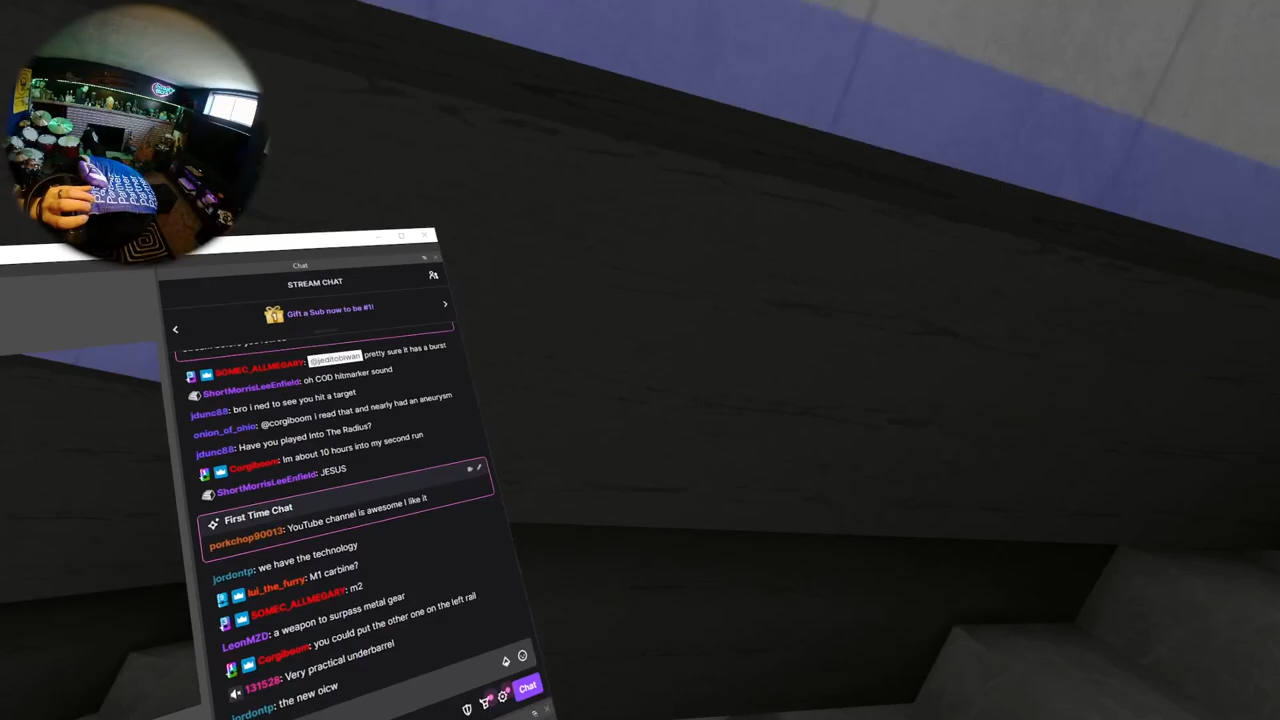 Partner
Partner
Partner
Chat
STREAM CHAT
Gift a Sub now to be #1!
SOMEC_ALLMEGARY: @jeditobiwan pretty sure it has a burst
ShortMorrisLeeEnfield: oh COD hitmarker sound
jdunc88: bro i ned to see you hit a target
onion_of_ohio: @corgiboom i read that and nearly had an aneurysm
jdunc88: Have you played Into The Radius?
Corgiboom: Im about 10 hours into my second run
ShortMorrisLeeEnfield: JESUS
First Time Chat
porkchop90013: YouTube channel is awesome I like it
jordontp: we have the technology
lui_the_furry: M1 carbine?
SOMEC_ALLMEGARY: m2
LeonMZD: a weapon to surpass metal gear
Corgiboom: you could put the other one on the left rail
131528: Very practical underbarrel
jordontp: the new oicw
Chat